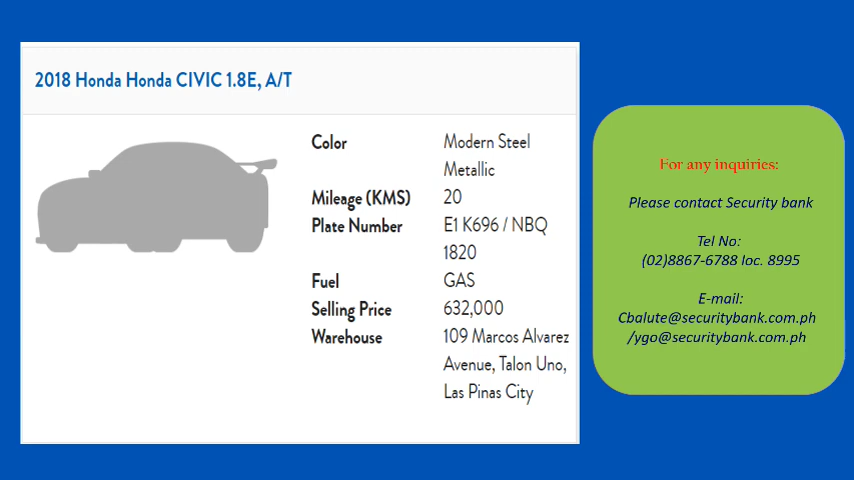 2018 Honda Honda CIVIC 1.8E, A/T
Color Modern Steel
Metallic
Mileage (KMS) 20
Plate Number E1 K696 / NBQ
1820
Fuel GAS
Selling Price 632,000
Warehouse 109 Marcos Alvarez
Avenue, Talon Uno,
Las Pinas City
For any inquiries:
Please contact Security bank
Tel No:
(02)8867-6788 loc. 8995
E-mail:
Cbalute@securitybank.com.ph
/ygo@securitybank.com.ph